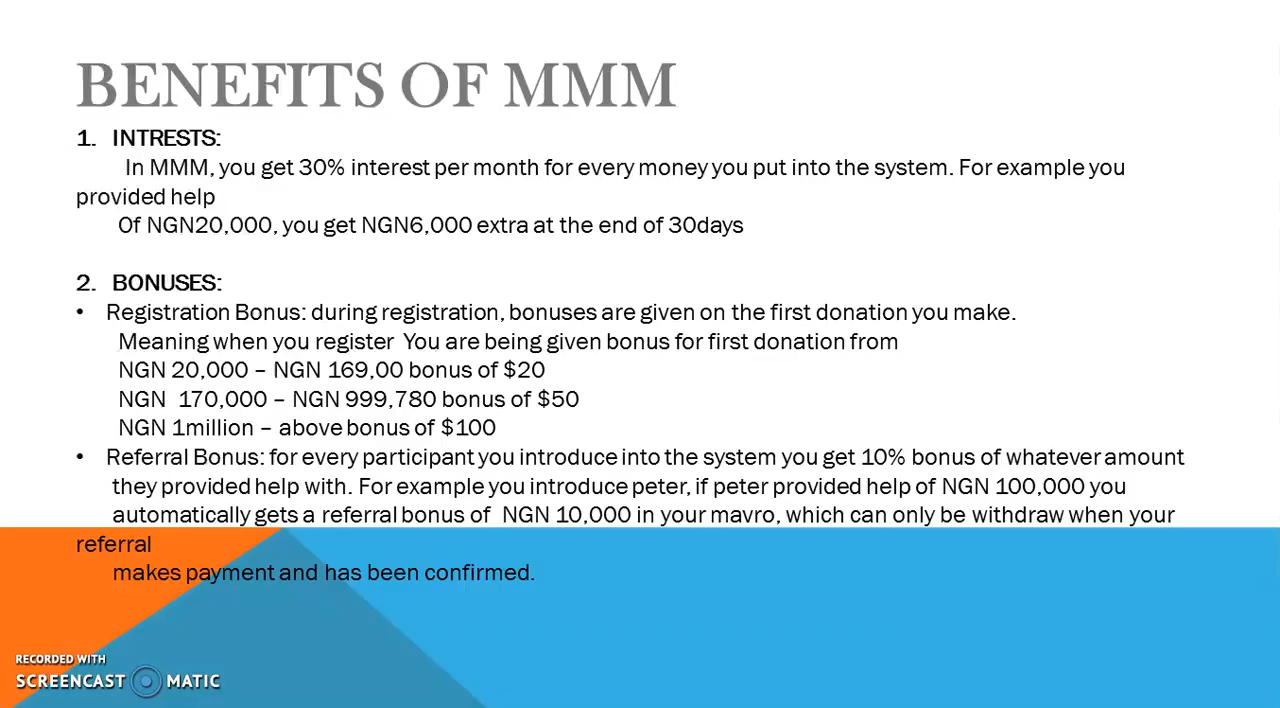 BENEFITS OF MMM
1. INTRESTS:
In MMM, you get 30% interest per month for every money you put into the system. For example you
provided help
Of NGN20,000, you get NGN6,000 extra at the end of 30days
2. BONUSES:
• Registration Bonus: during registration, bonuses are given on the first donation you make.
Meaning when you register You are being given bonus for first donation from
NGN 20,000 – NGN 169,00 bonus of $20
NGN 170,000 – NGN 999,780 bonus of $50
NGN 1million – above bonus of $100
• Referral Bonus: for every participant you introduce into the system you get 10% bonus of whatever amount
they provided help with. For example you introduce peter, if peter provided help of NGN 100,000 you
automatically gets a referral bonus of NGN 10,000 in your mavro, which can only be withdraw when your
referral
makes payment and has been confirmed.
RECORDED WITH
SCREENCAST MATIC